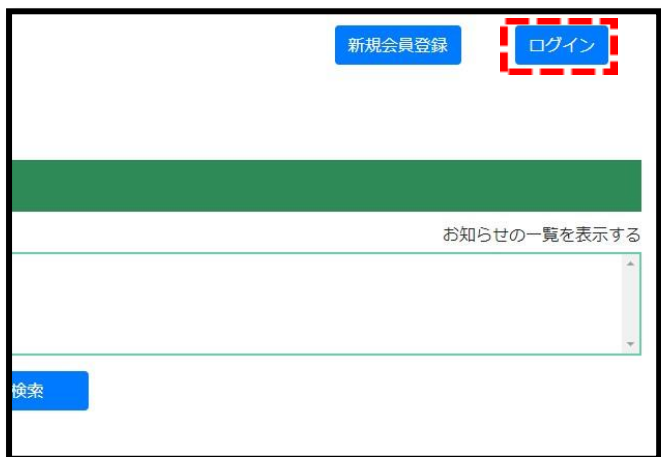 新規会員登録
ログイン
お知らせの一覧を表示する
検索